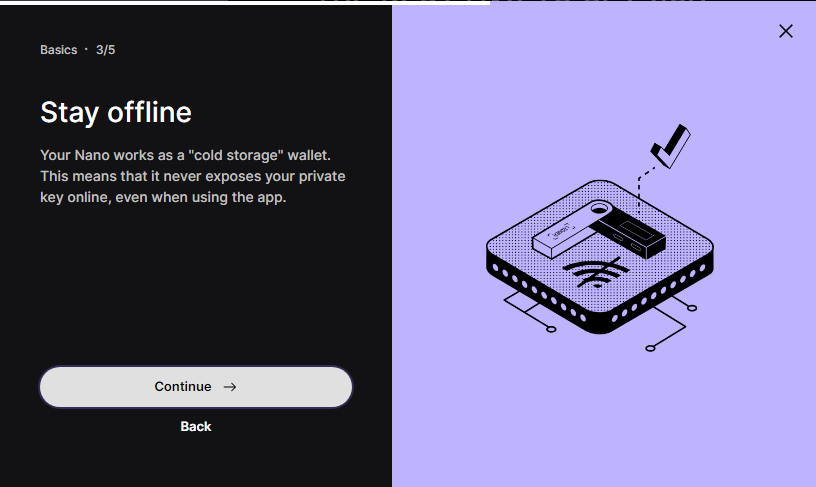 Basics · 3/5
Stay offline
Your Nano works as a "cold storage" wallet.
This means that it never exposes your private
key online, even when using the app.
Continue →
Back